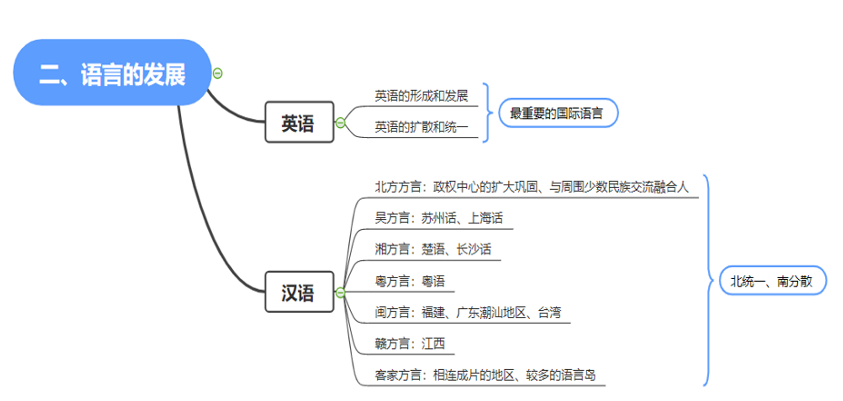 二、语言的发展
英语
英语的形成和发展
英语的扩散和统一
最重要的国际语言
汉语
北方方言：政权中心的扩大巩固、与周围少数民族交流融合人
吴方言：苏州话、上海话
湘方言：楚语、长沙话
粤方言：粤语
闽方言：福建、广东潮汕地区、台湾
赣方言：江西
客家方言：相连成片的地区、较多的语言岛
北统一、南分散